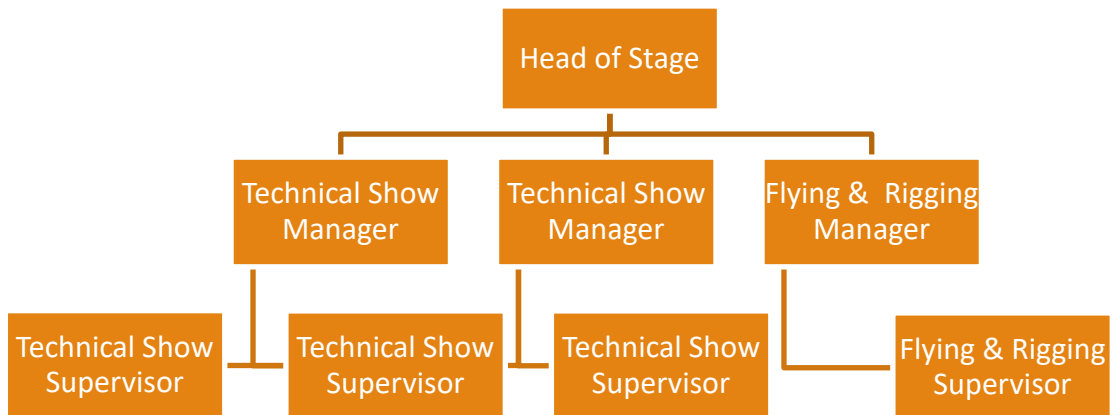 Head of Stage
Technical Show
Manager
Technical Show
Manager
Flying &  Rigging
Manager
Technical Show
Supervisor
Technical Show
Supervisor
Technical Show
Supervisor
Flying & Rigging
Supervisor